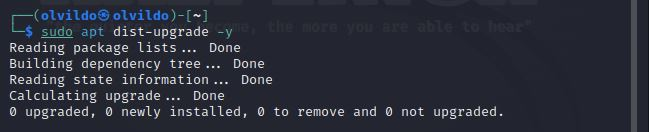 ┌──(olvildo㉿olvildo)-[~]
└─$ sudo apt dist-upgrade -y
Reading package lists... Done
Building dependency tree... Done
Reading state information... Done
Calculating upgrade... Done
0 upgraded, 0 newly installed, 0 to remove and 0 not upgraded.
become, the more you are able to hear"